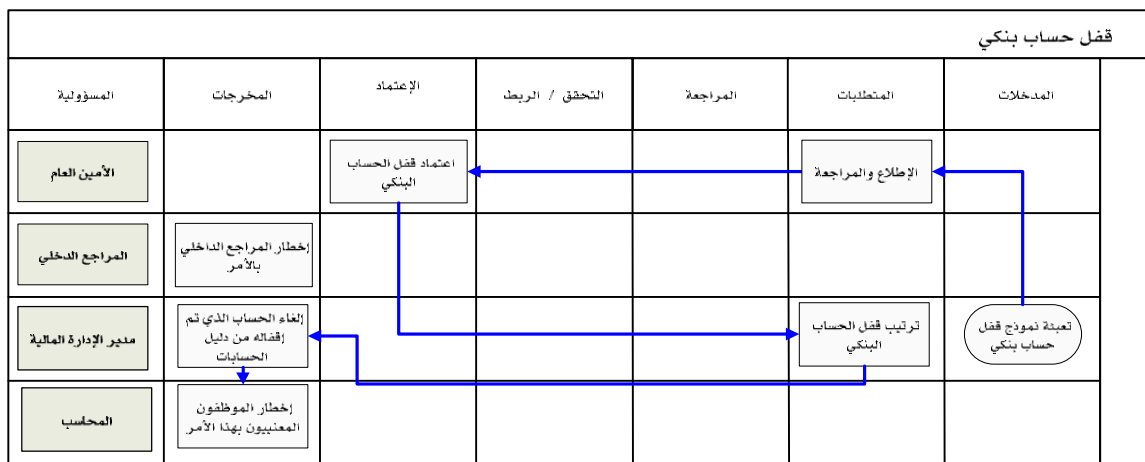 قفل حساب بنكي
المدخلات
المتطلبات
المراجعة
التحقق / الربط
الإعتماد
المخرجات
المسؤولية
الإطلاع والمراجعة
اعتماد قفل الحساب
البنكي
الأمين العام
إخطار المراجع الداخلي
بالأمر
المراجع الدخلي
تعبئة نموذج قفل
حساب بنكي
ترتيب قفل الحساب
البنكي
إلغاء الحساب الذي تم
إقفاله من دليل
الحسابات
مدير الإدارة المالية
إخطار الموظفون
المعنييون بهذا الأمر
المحاسب